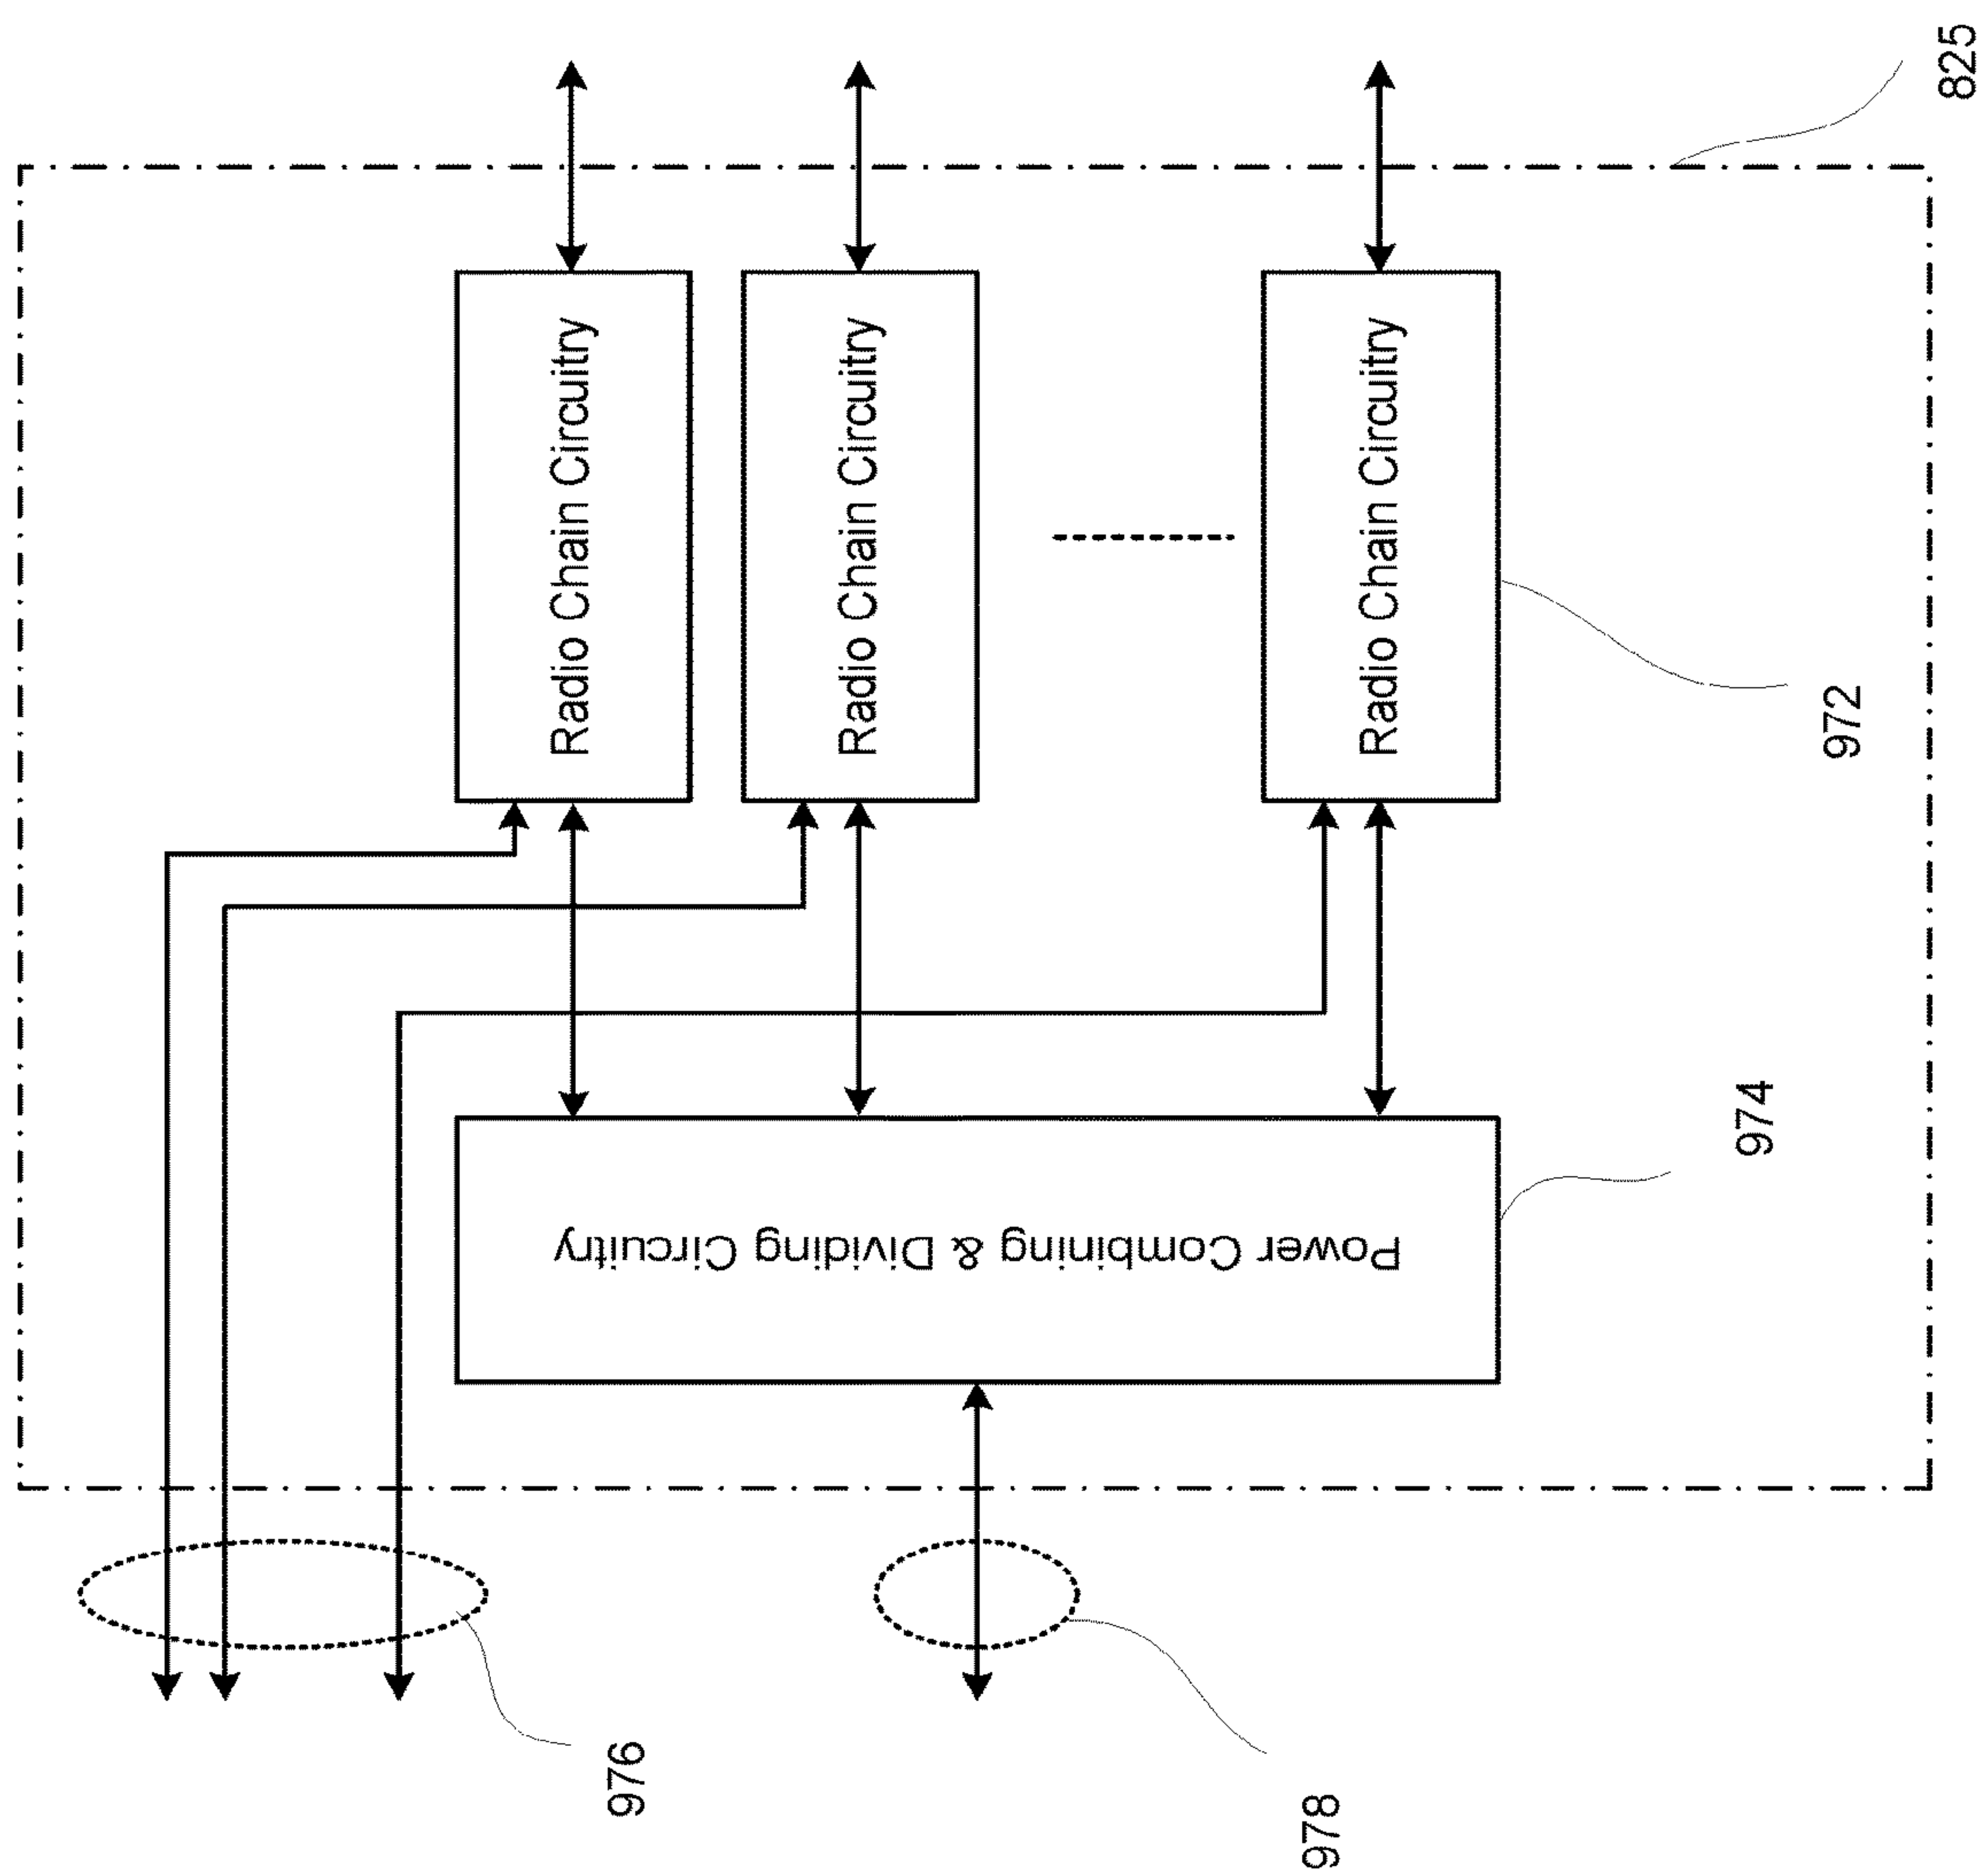 825
Radio Chain Circuitry
Radio Chain Circuitry
Radio Chain Circuitry
972
974
Power Combining & Dividing Circuitry
976
978